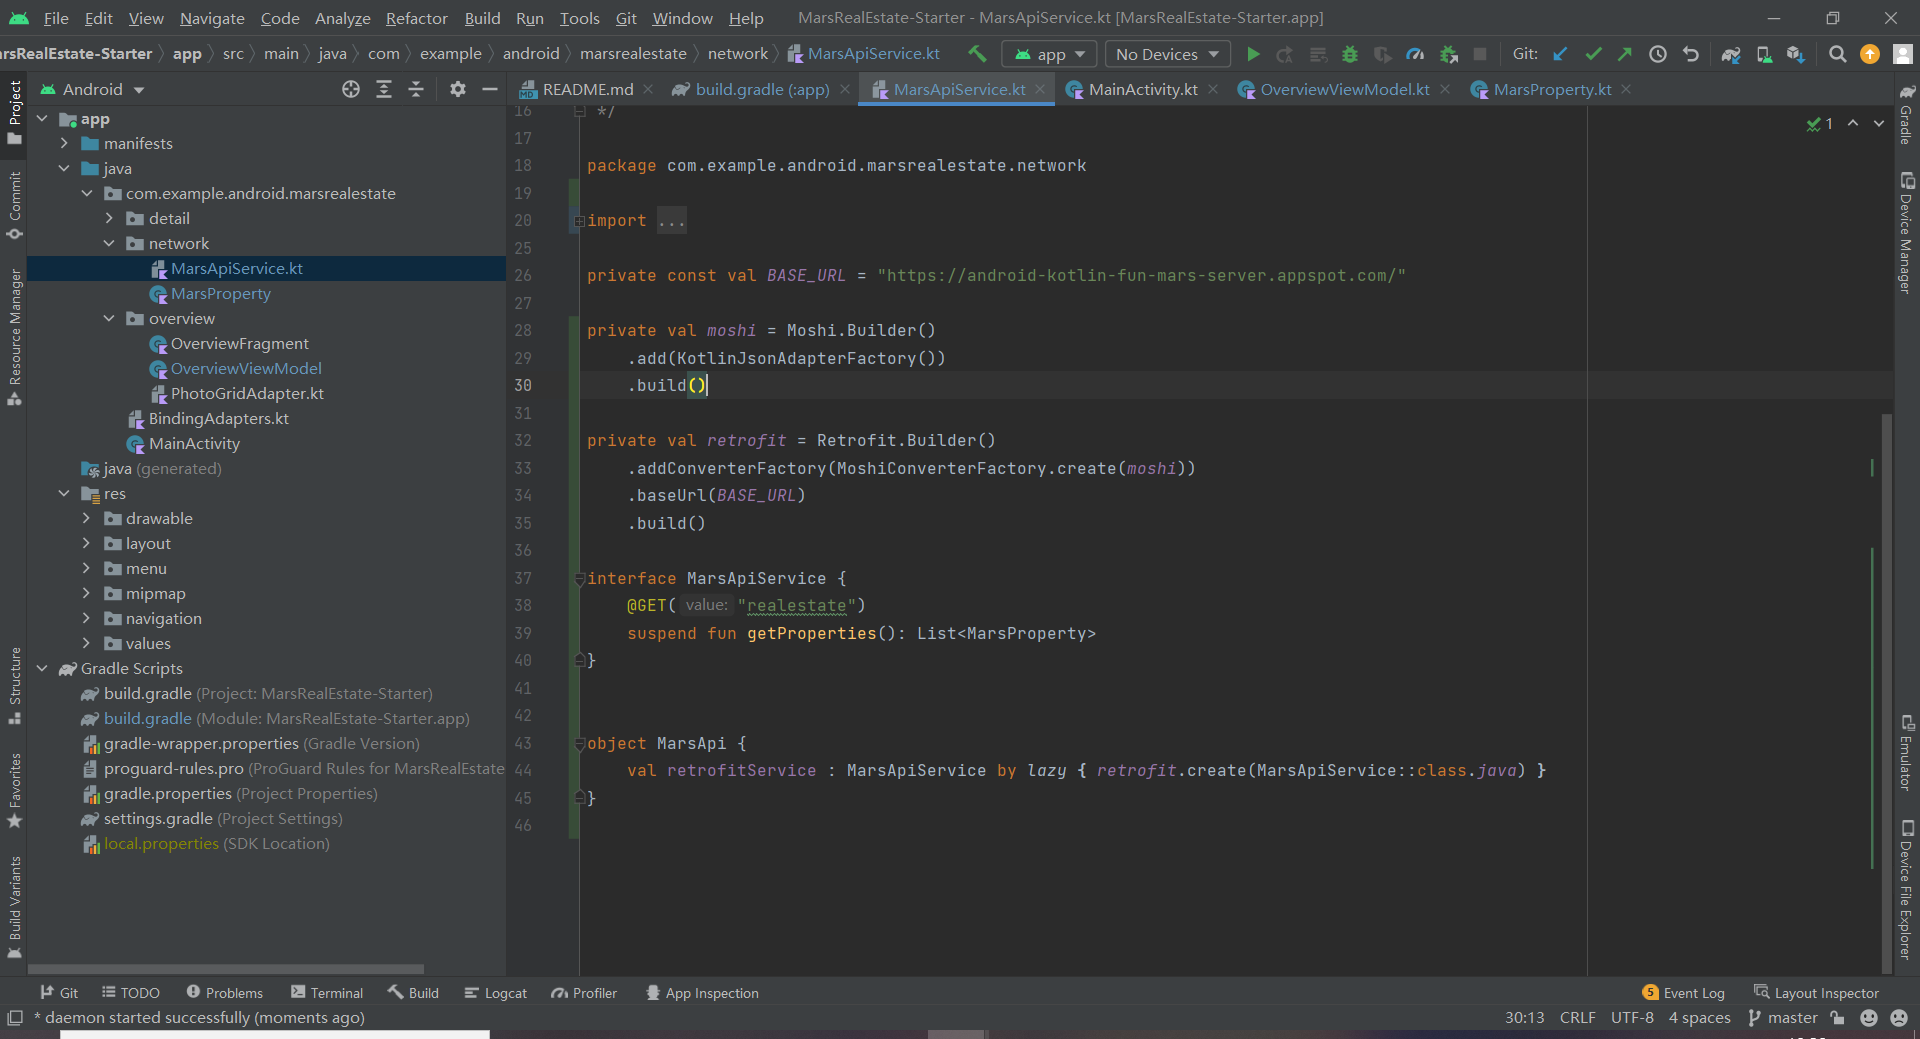 File Edit View Navigate Code Analyze Refactor Build Run Tools Git Window Help MarsRealEstate-Starter - MarsApiService.kt [MarsRealEstate-Starter.app]
arsRealEstate-Starter app src main java com example android marsrealestate network MarsApiService.kt app No Devices Git:
Android
README.md build.gradle (:app) MarsApiService.kt MainActivity.kt OverviewViewModel.kt MarsProperty.kt
Project
Commit
Resource Manager
Structure
Favorites
Build Variants
app
manifests
java
com.example.android.marsrealestate
detail
network
MarsApiService.kt
MarsProperty
overview
OverviewFragment
OverviewViewModel
PhotoGridAdapter.kt
BindingAdapters.kt
MainActivity
java (generated)
res
drawable
layout
menu
mipmap
navigation
values
Gradle Scripts
build.gradle (Project: MarsRealEstate-Starter)
build.gradle (Module: MarsRealEstate-Starter.app)
gradle-wrapper.properties (Gradle Version)
proguard-rules.pro (ProGuard Rules for MarsRealEstate
gradle.properties (Project Properties)
settings.gradle (Project Settings)
local.properties (SDK Location)
16 */
17
18 package com.example.android.marsrealestate.network
19
20 import ...
25
26 private const val BASE_URL = "https://android-kotlin-fun-mars-server.appspot.com/"
27
28 private val moshi = Moshi.Builder()
29 .add(KotlinJsonAdapterFactory())
30 .build()
31
32 private val retrofit = Retrofit.Builder()
33 .addConverterFactory(MoshiConverterFactory.create(moshi))
34 .baseUrl(BASE_URL)
35 .build()
36
37 interface MarsApiService {
38 @GET( value: "realestate")
39 suspend fun getProperties(): List<MarsProperty>
40 }
41
42
43 object MarsApi {
44 val retrofitService : MarsApiService by lazy { retrofit.create(MarsApiService::class.java) }
45 }
46
1
Gradle
Device Manager
Emulator
Device File Explorer
Git TODO Problems Terminal Build Logcat Profiler App Inspection 5 Event Log Layout Inspector
* daemon started successfully (moments ago) 30:13 CRLF UTF-8 4 spaces master